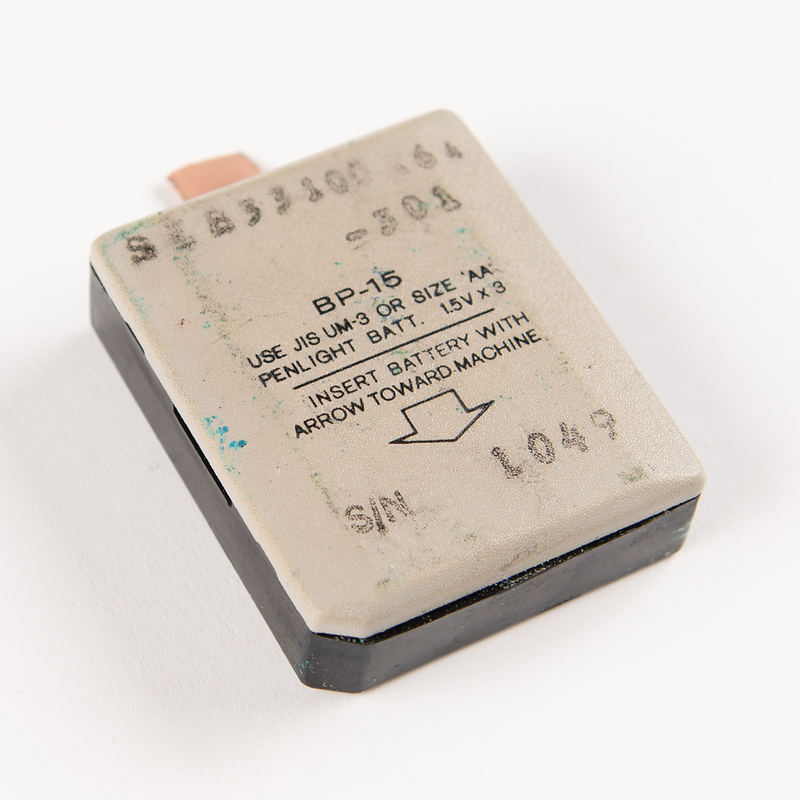 -301
BP-15
USE JIS UM-3 OR SIZE 'AA'
PENLIGHT BATT. 1.5V X 3
INSERT BATTERY WITH
ARROW TOWARD MACHINE
S/N 1049